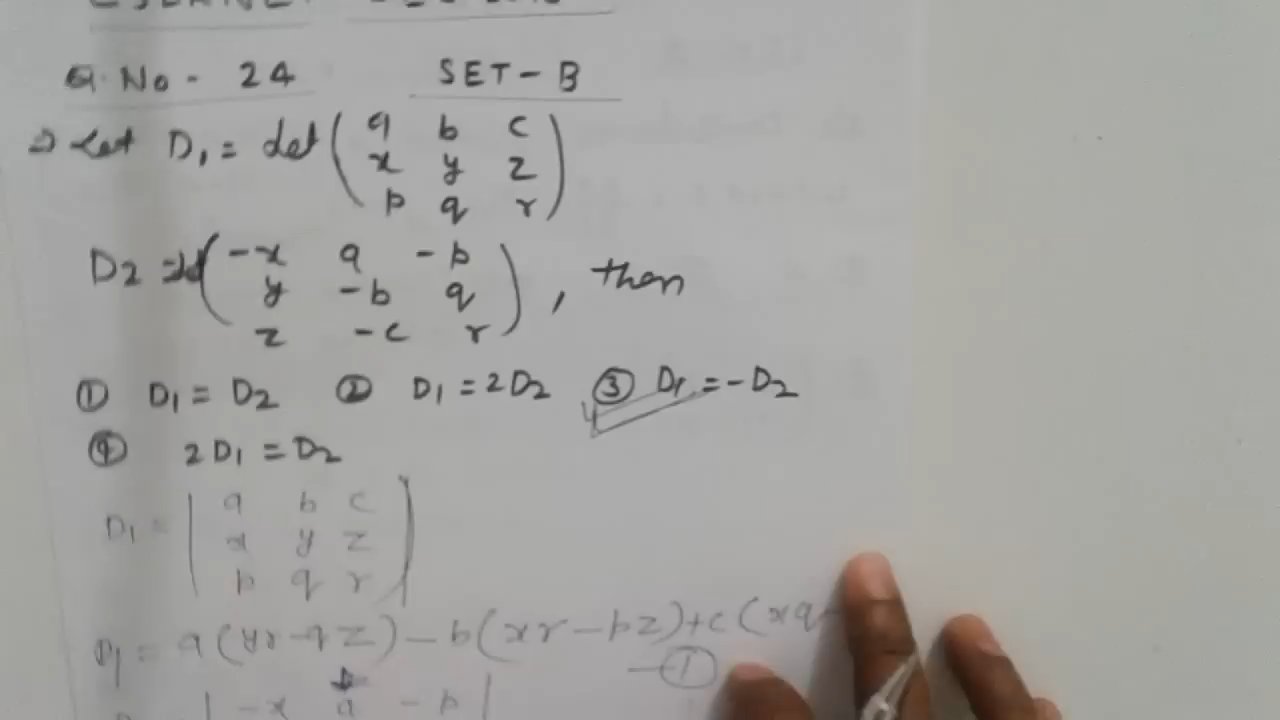 Q. No - 24 SET - B
⇒ Let D₁ = det ( a b c
x y z
p q r )
D₂ = ( -x a -p
y -b q
z -c r ) , then
① D₁ = D₂ ② D₁ = 2D₂ ③ D₁ = -D₂
④ 2D₁ = D₂
D₁ = | a b c
x y z
p q r |
D₁ = a(yr - qz) - b(xr - pz) + c(xq
- ①
| -x a -p |